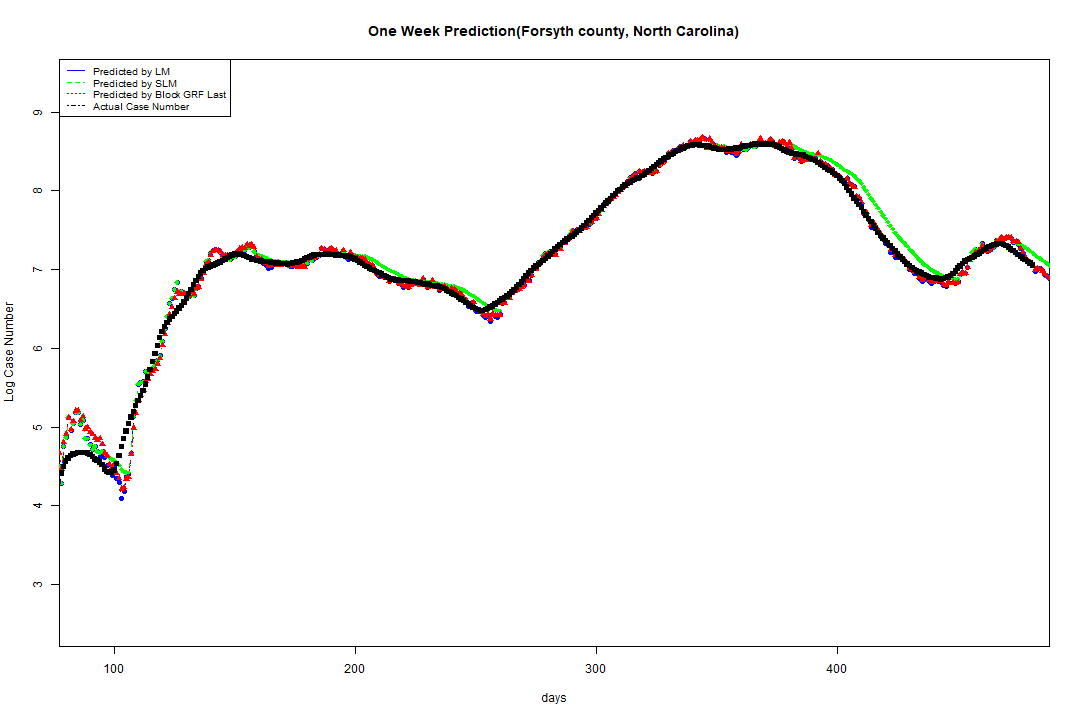 One Week Prediction(Forsyth county, North Carolina)
Predicted by LM
Predicted by SLM
Predicted by Block GRF Last
Actual Case Number
9
8
7
6
5
4
3
Log Case Number
100 200 300 400
days